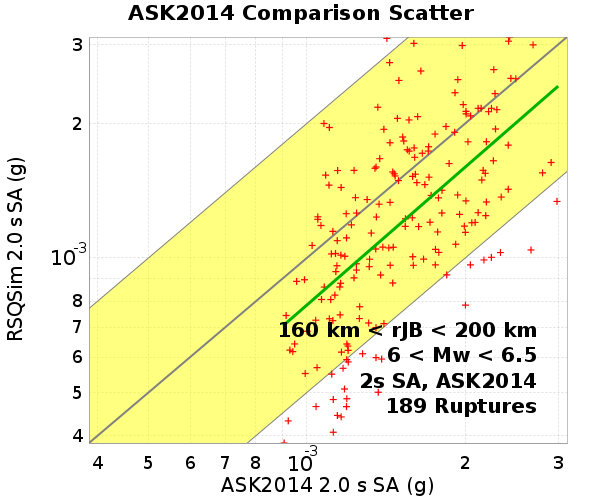 ASK2014 Comparison Scatter
RSQSim 2.0 s SA (g)
3
2
10-3
8
7
6
5
4
160 km < rJB < 200 km
6 < Mw < 6.5
2s SA, ASK2014
189 Ruptures
4 5 6 7 8 10-3 2 3
ASK2014 2.0 s SA (g)